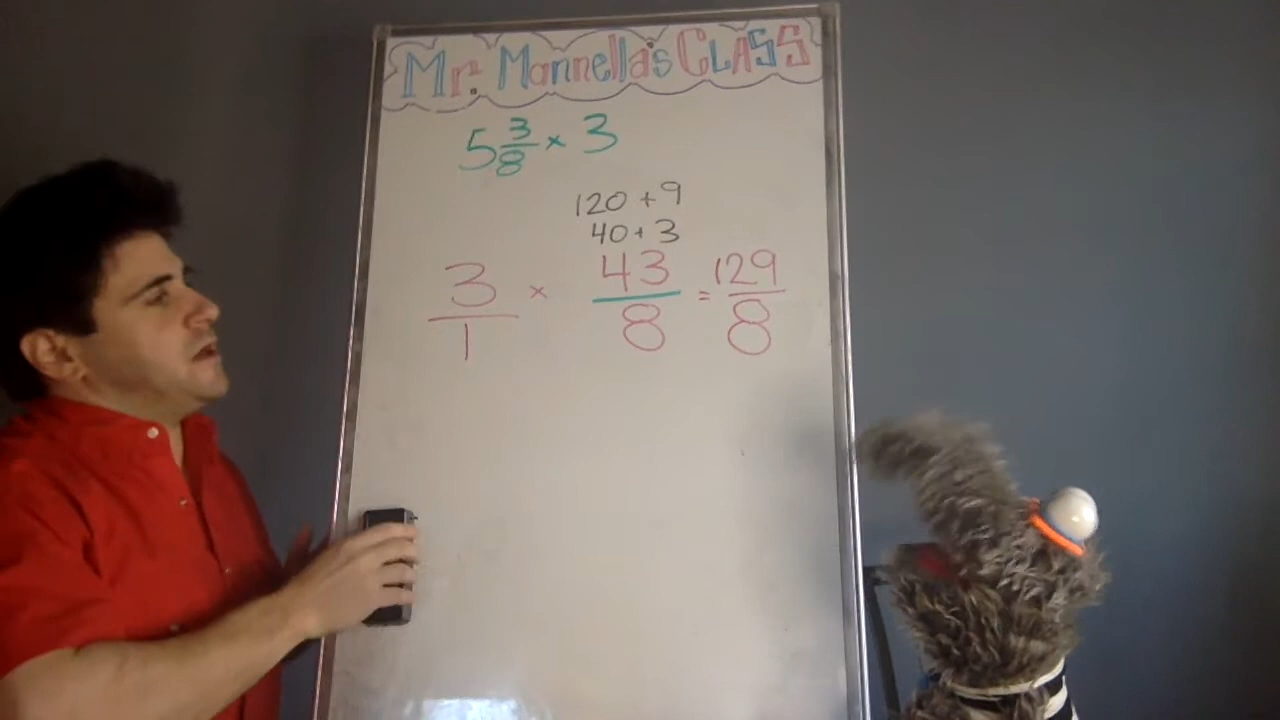 Mr. Mannella's CLASS
5 3/8 × 3
120 + 9
40 + 3
3/1 × 43/8 = 129/8